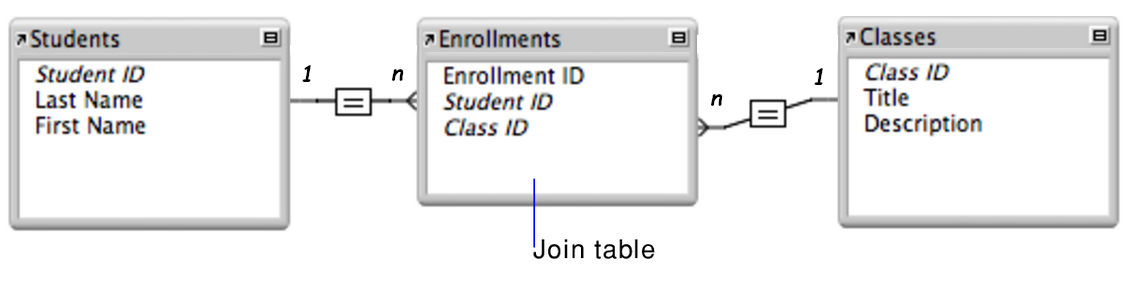 Students
Student ID
Last Name
First Name
1
n
Enrollments
Enrollment ID
Student ID
Class ID
n
1
Classes
Class ID
Title
Description
Join table